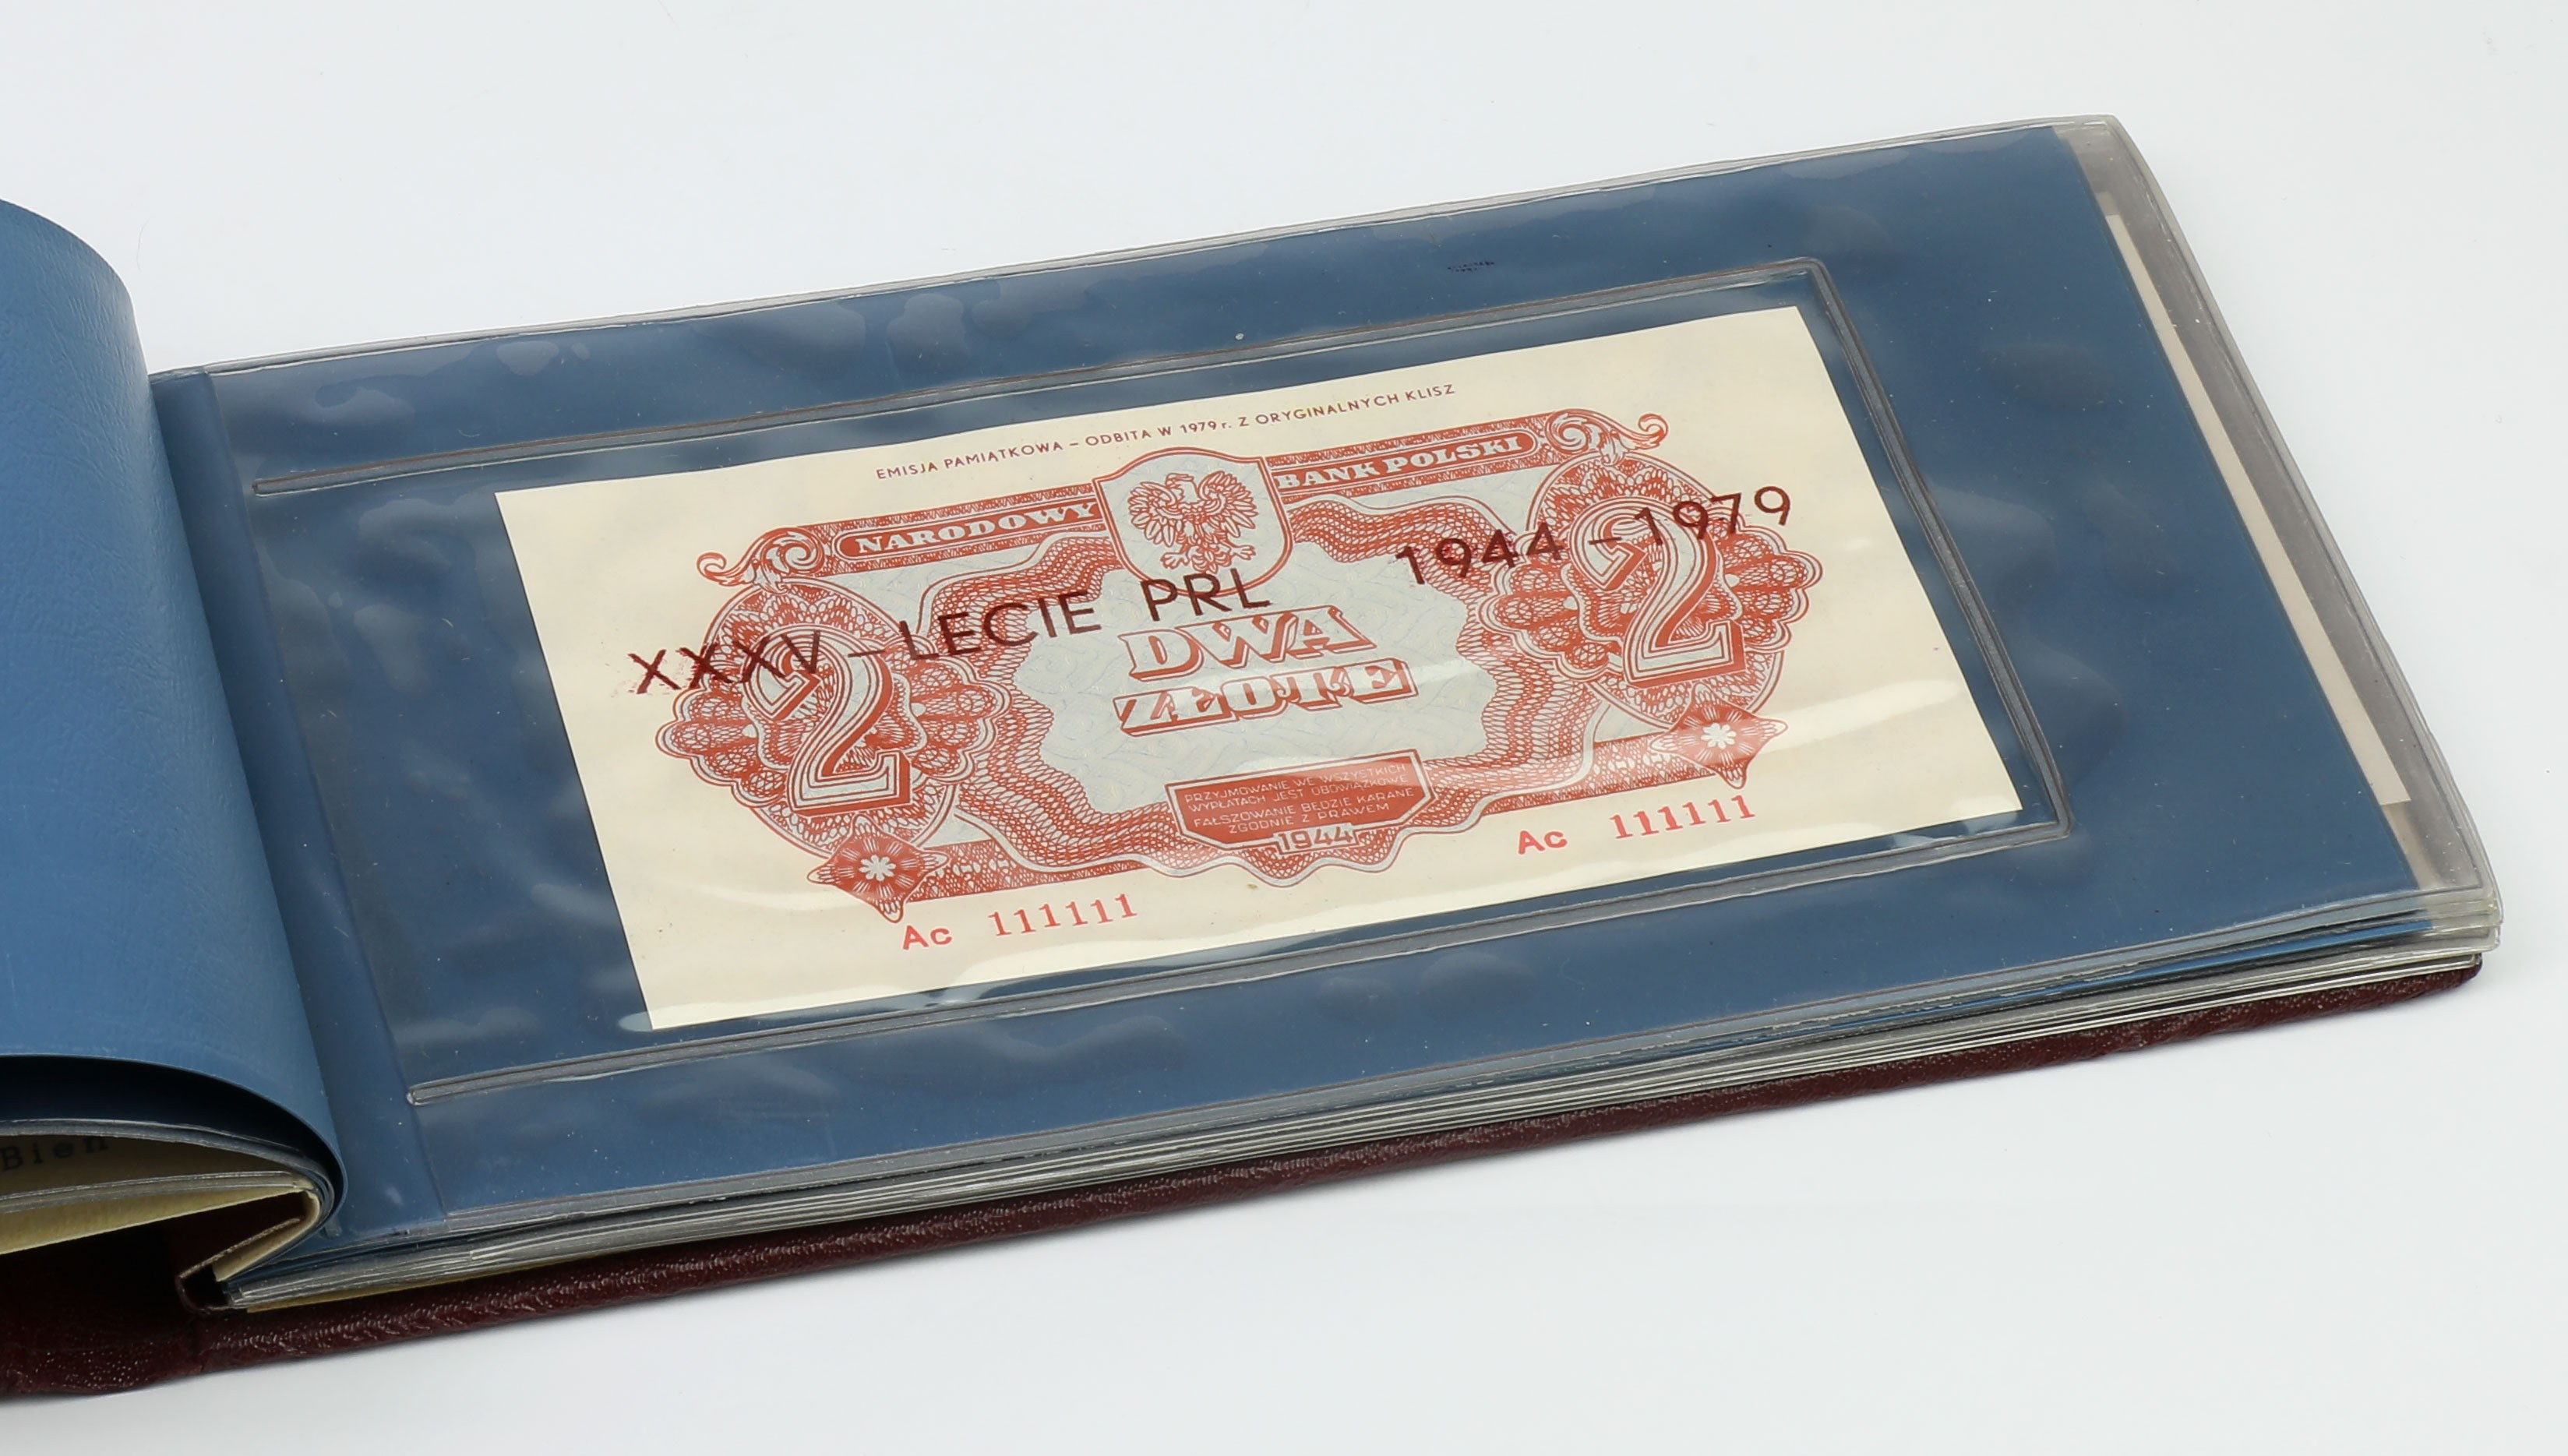 EMISJA PAMIĄTKOWA – ODBITA W 1979 r. Z ORYGINALNYCH KLISZ
NARODOWY BANK POLSKI
XXXV – LECIE PRL 1944 – 1979
2 2
DWA
ZŁOTE
PRZYJMOWANIE WE WSZYSTKICH
WYPŁATACH JEST OBOWIĄZKOWE
FAŁSZOWANIE BĘDZIE KARANE
ZGODNIE Z PRAWEM
1944
Ac 111111
Ac 111111